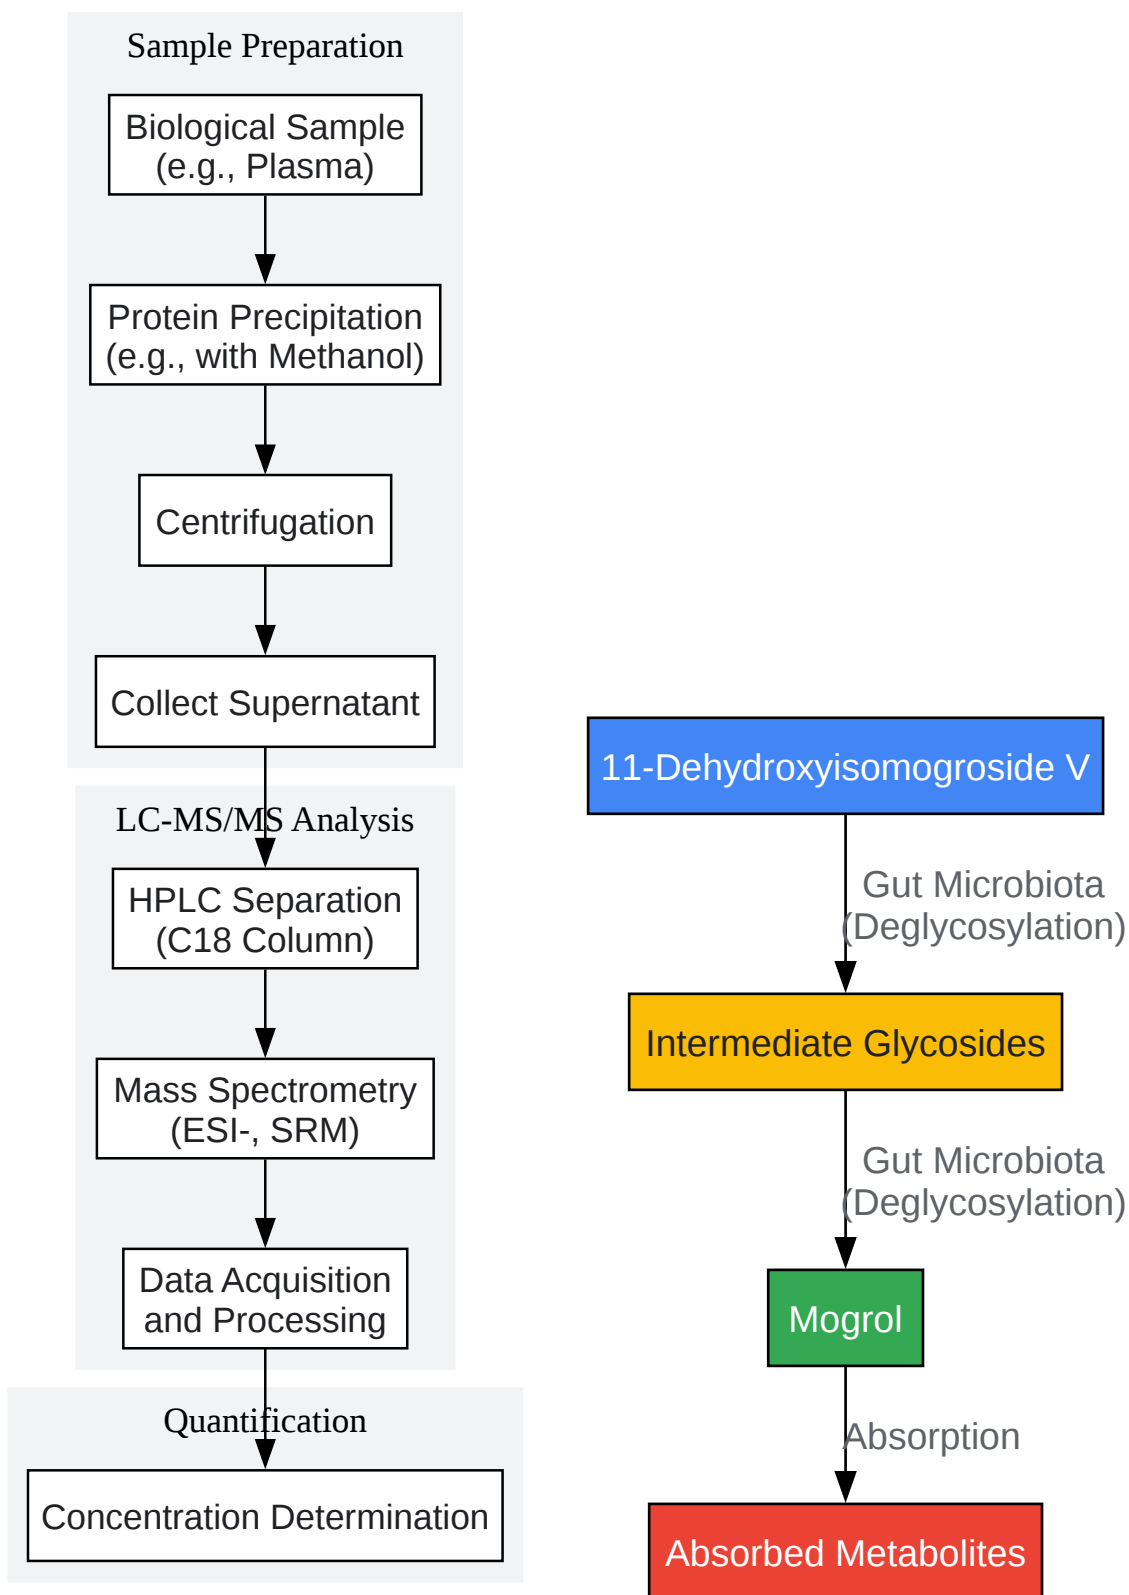 Sample Preparation
Biological Sample
(e.g., Plasma)
Protein Precipitation
(e.g., with Methanol)
Centrifugation
Collect Supernatant
LC-MS/MS Analysis
HPLC Separation
(C18 Column)
Mass Spectrometry
(ESI-, SRM)
Data Acquisition
and Processing
Quantification
Concentration Determination
11-Dehydroxyisomogroside V
Gut Microbiota
(Deglycosylation)
Intermediate Glycosides
Gut Microbiota
(Deglycosylation)
Mogrol
Absorption
Absorbed Metabolites